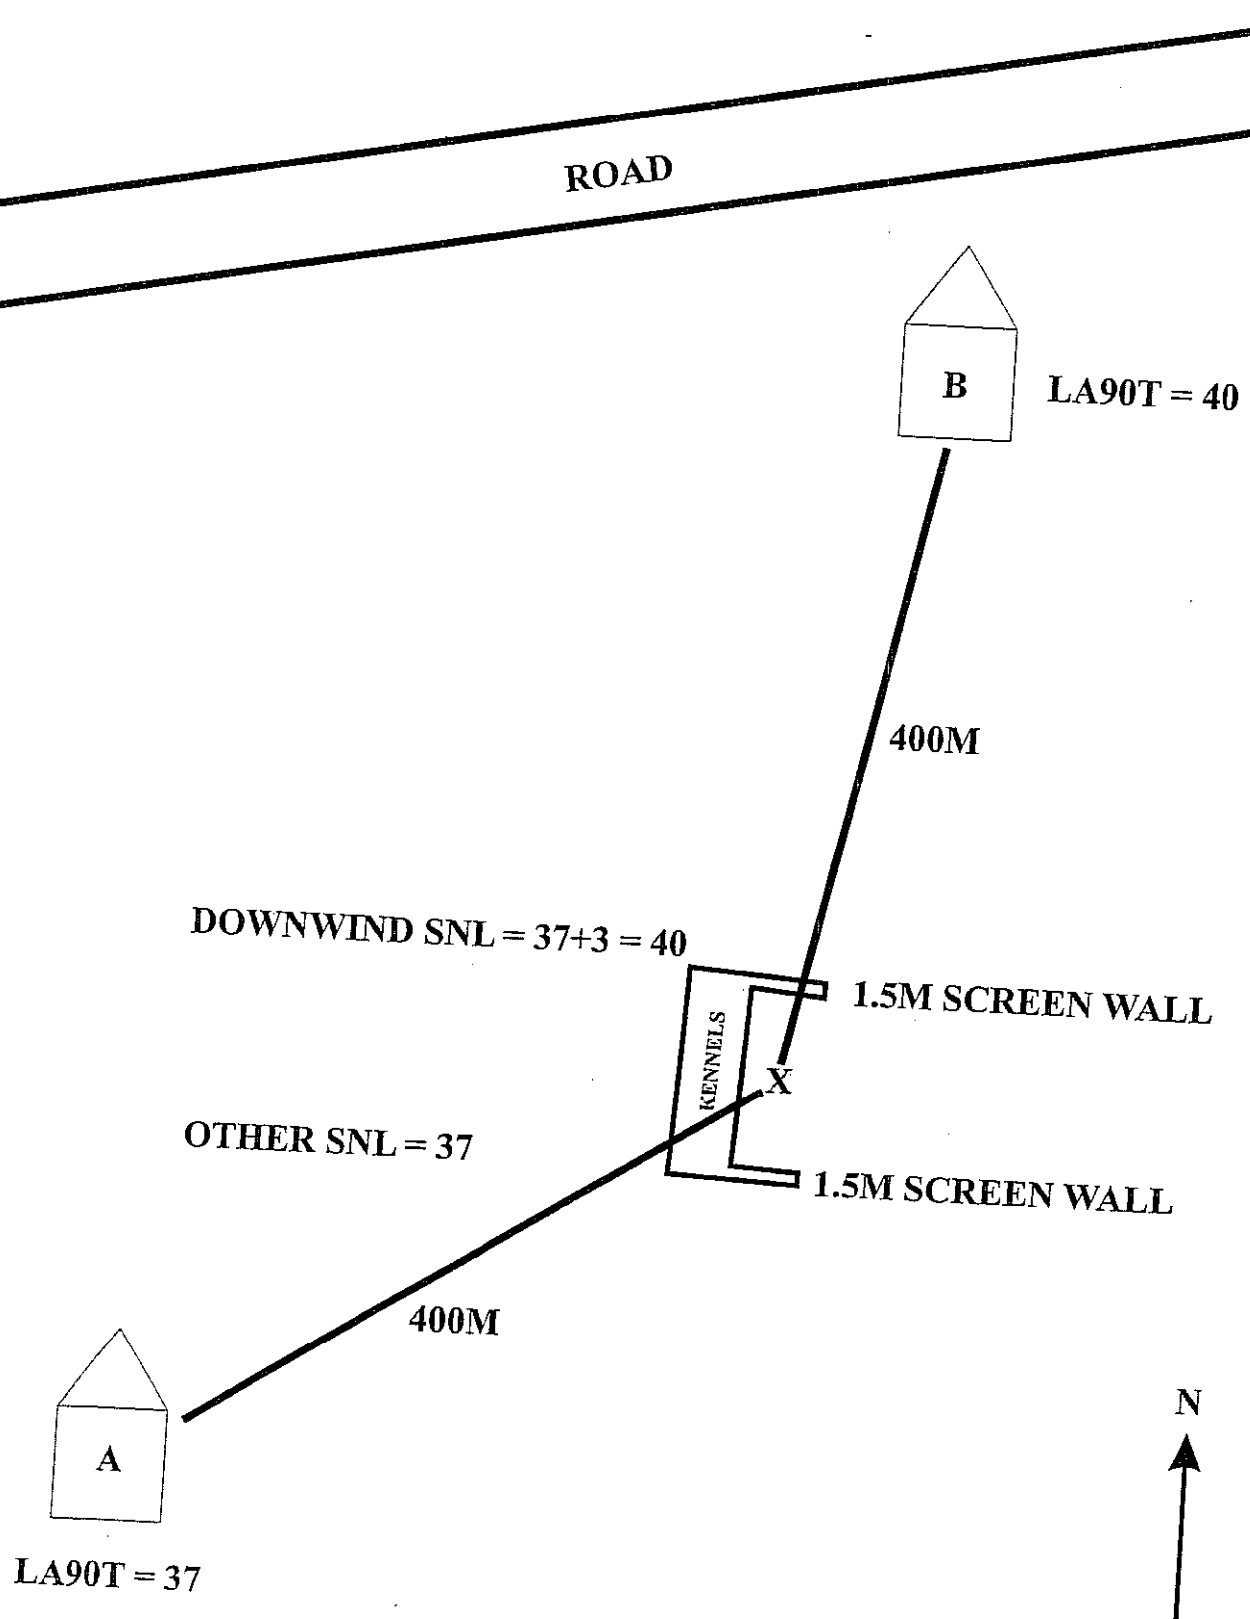 ROAD
B
LA90T = 40
400M
DOWNWIND SNL = 37+3 = 40
1.5M SCREEN WALL
KENNELS
X
OTHER SNL = 37
1.5M SCREEN WALL
400M
N
A
LA90T = 37